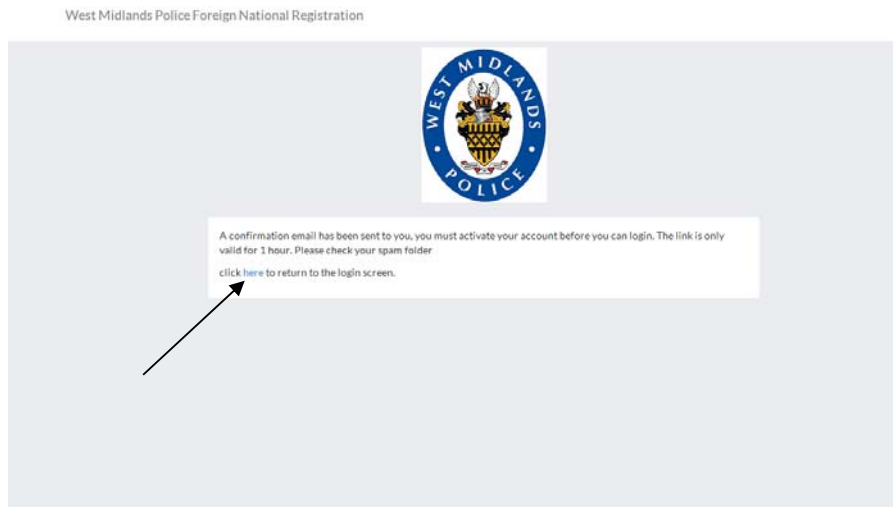 West Midlands Police Foreign National Registration
WEST MIDLANDS
POLICE
A confirmation email has been sent to you, you must activate your account before you can login. The link is only
valid for 1 hour. Please check your spam folder
click here to return to the login screen.